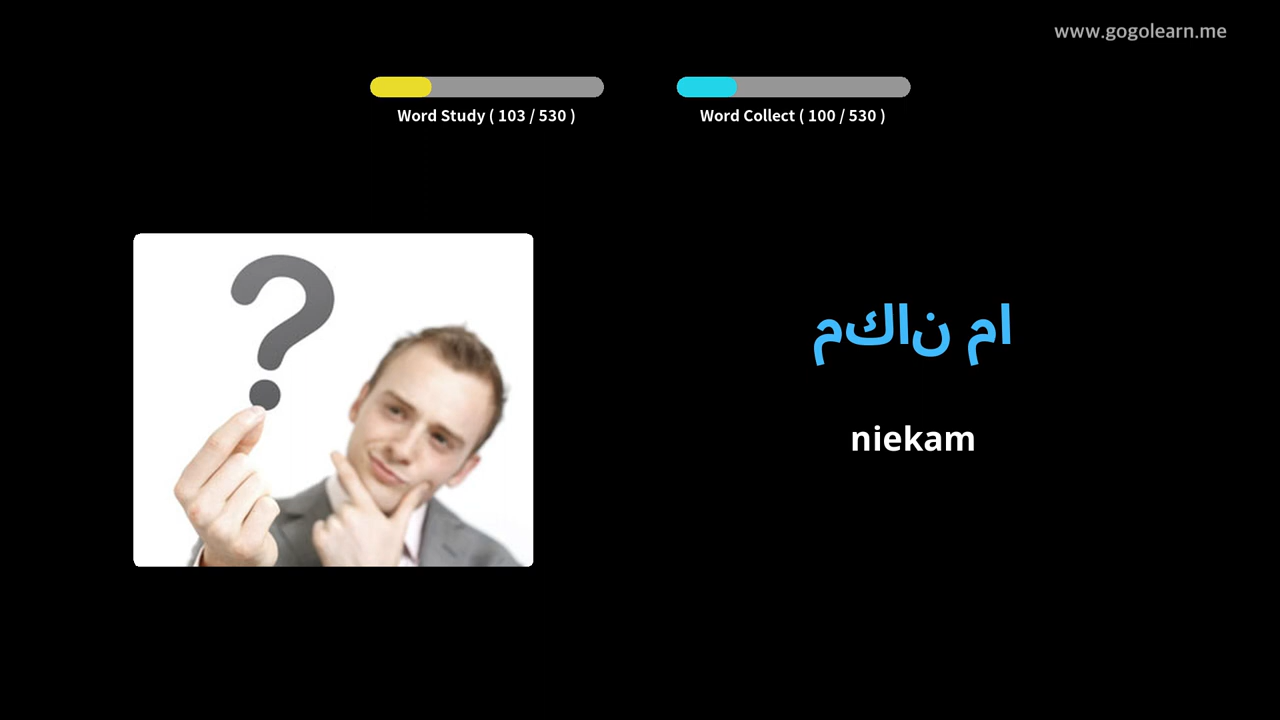 www.gogolearn.me
Word Study ( 103 / 530 )
Word Collect ( 100 / 530 )
مكان ما
niekam